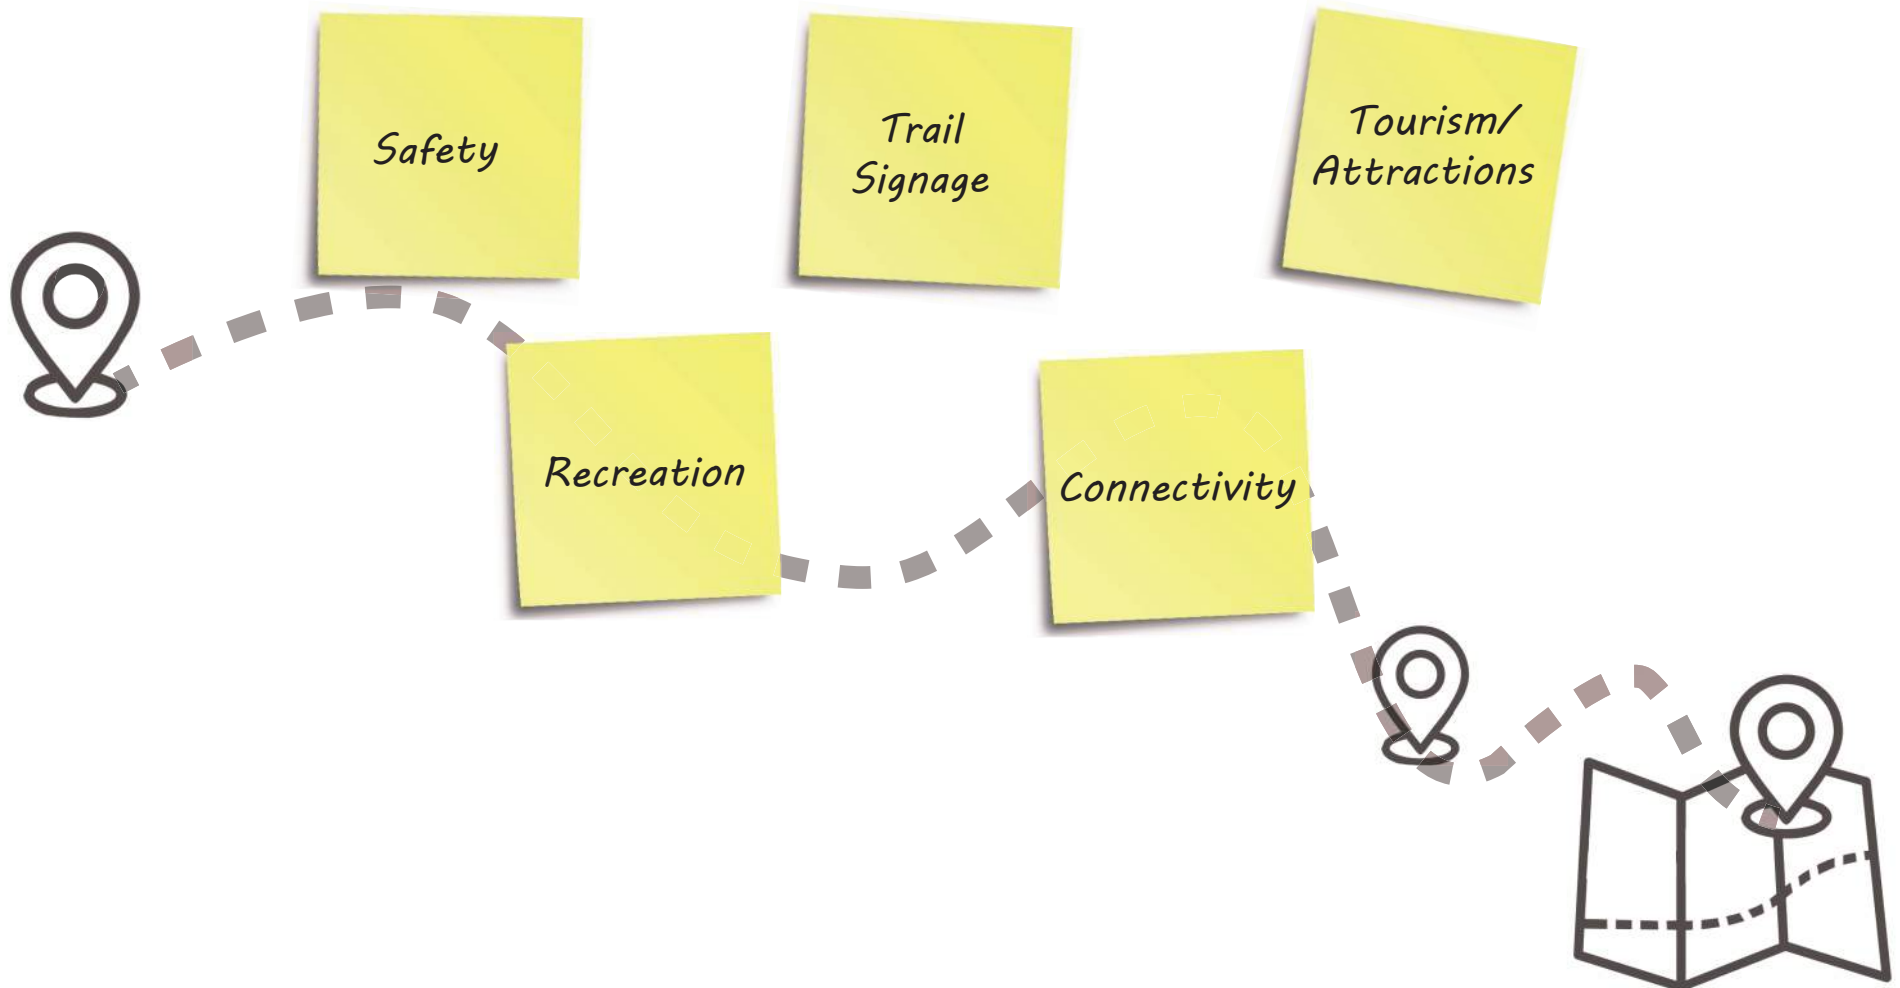 Safety
Trail
Signage
Tourism/
Attractions
Recreation
Connectivity